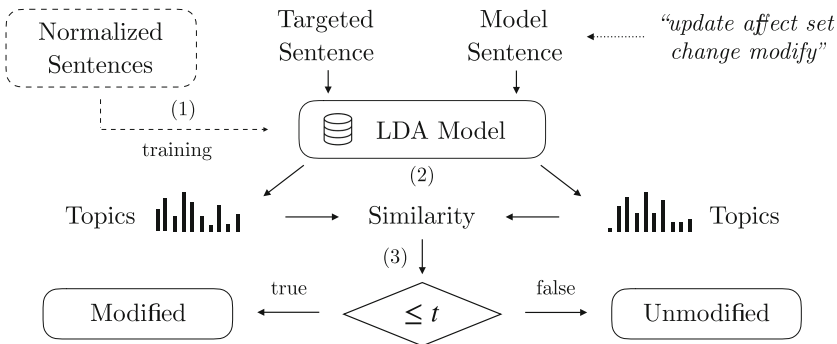 Normalized
Sentences
Targeted
Sentence
Model
Sentence
“update affect set
change modify”
(1)
training
LDA Model
(2)
Topics
Similarity
Topics
(3)
true
false
Modified
≤ t
Unmodified